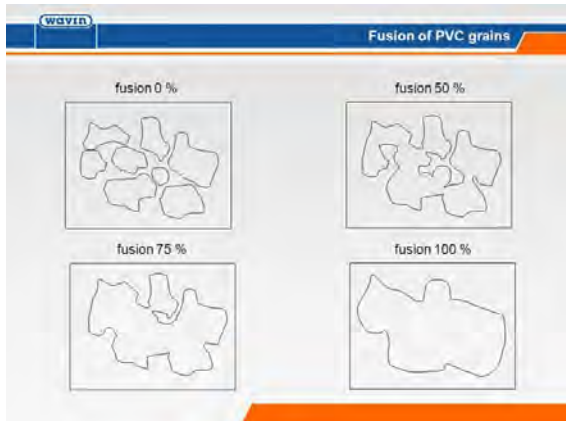 wavin
Fusion of PVC grains
fusion 0 %
fusion 50 %
fusion 75 %
fusion 100 %